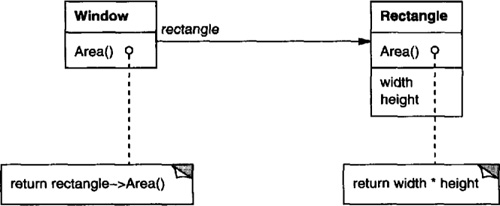 Window
Area()
rectangle
Rectangle
Area()
width
height
return rectangle->Area()
return width * height